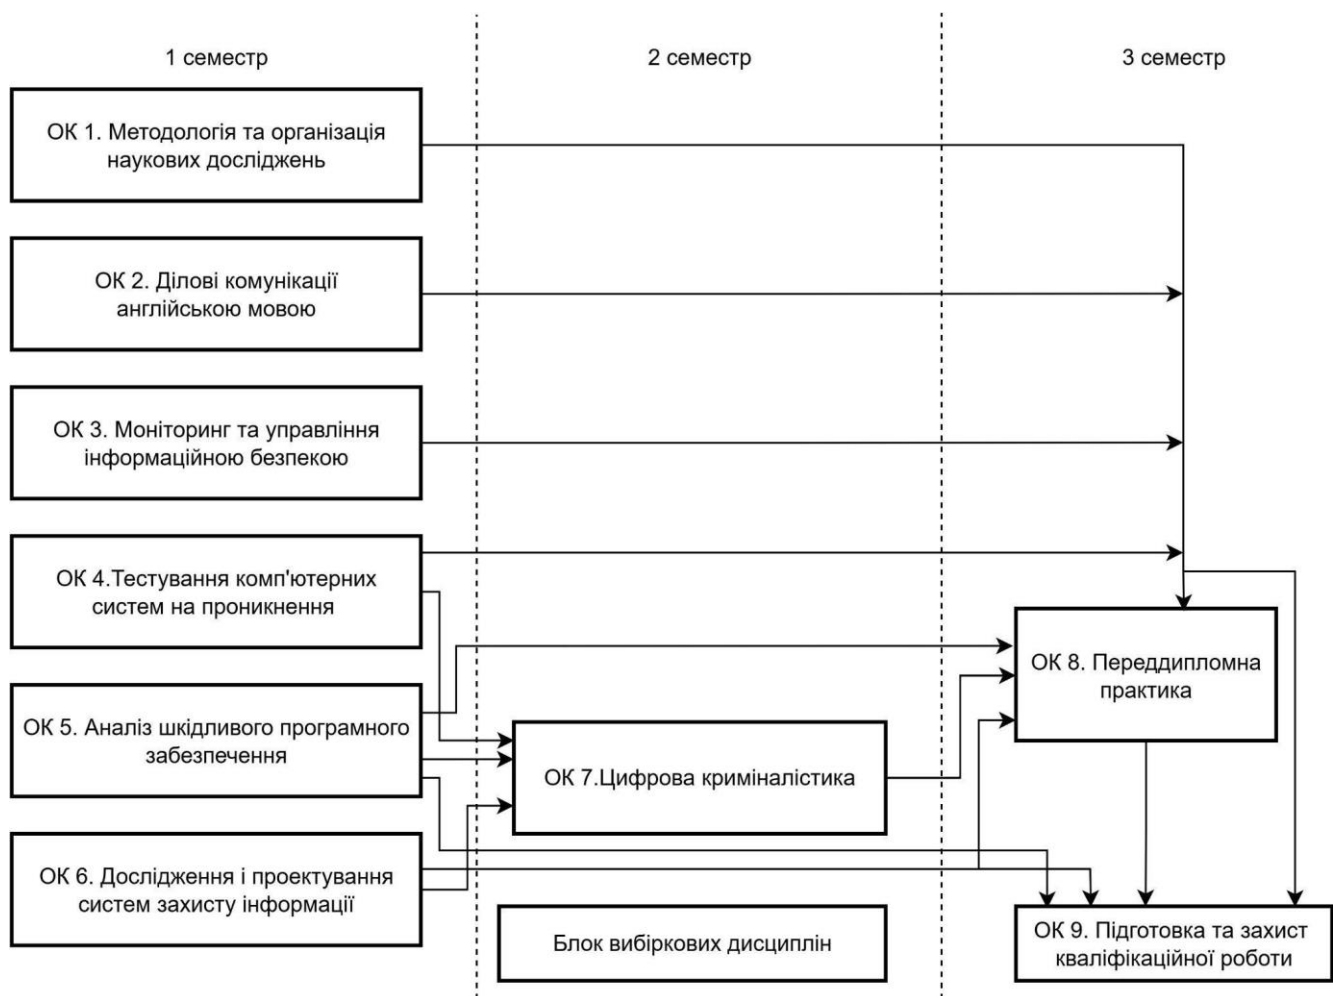 1 семестр
2 семестр
3 семестр
ОК 1. Методологія та організація
наукових досліджень
ОК 2. Ділові комунікації
англійською мовою
ОК 3. Моніторинг та управління
інформаційною безпекою
ОК 4.Тестування комп'ютерних
систем на проникнення
ОК 5. Аналіз шкідливого програмного
забезпечення
ОК 6. Дослідження і проектування
систем захисту інформації
ОК 7.Цифрова криміналістика
Блок вибіркових дисциплін
ОК 8. Переддипломна
практика
ОК 9. Підготовка та захист
кваліфікаційної роботи